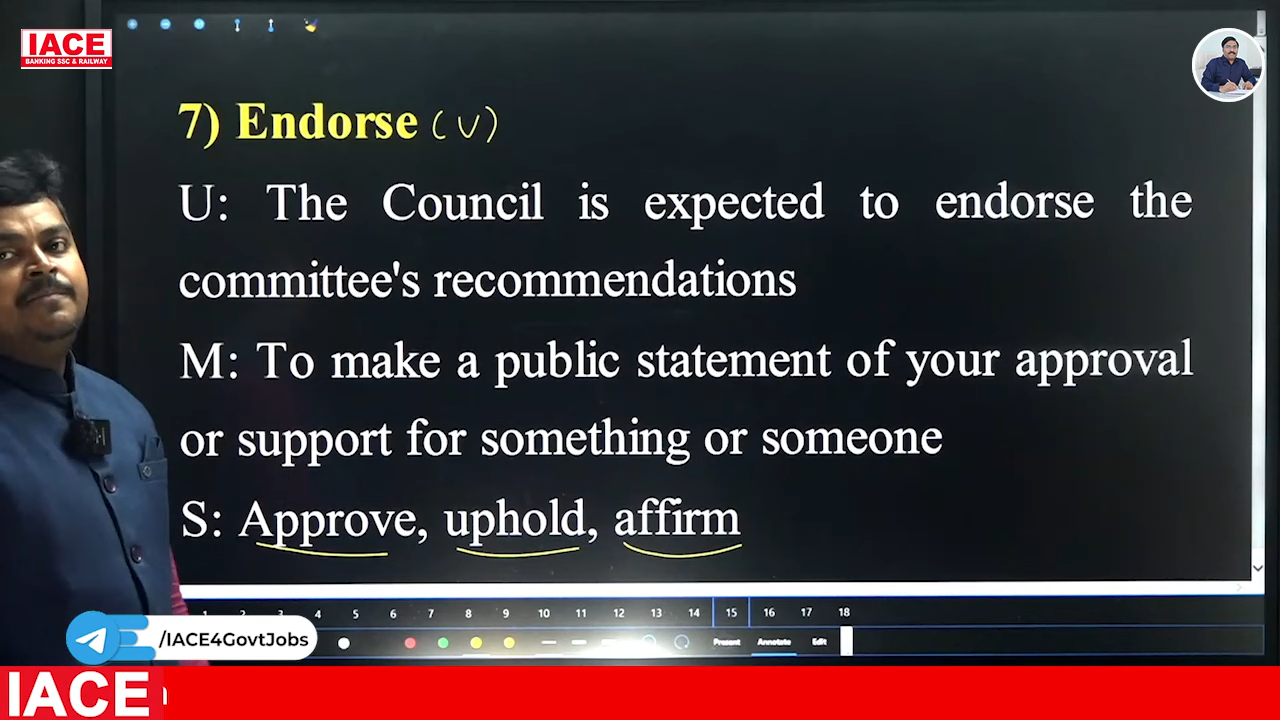 IACE
BANKING SSC & RAILWAY
7) Endorse (V)
U: The Council is expected to endorse the
committee's recommendations
M: To make a public statement of your approval
or support for something or someone
S: Approve, uphold, affirm
1 2 3 4 5 6 7 8 9 10 11 12 13 14 15 16 17 18
Present Annotate Edit
/IACE4GovtJobs
IACE